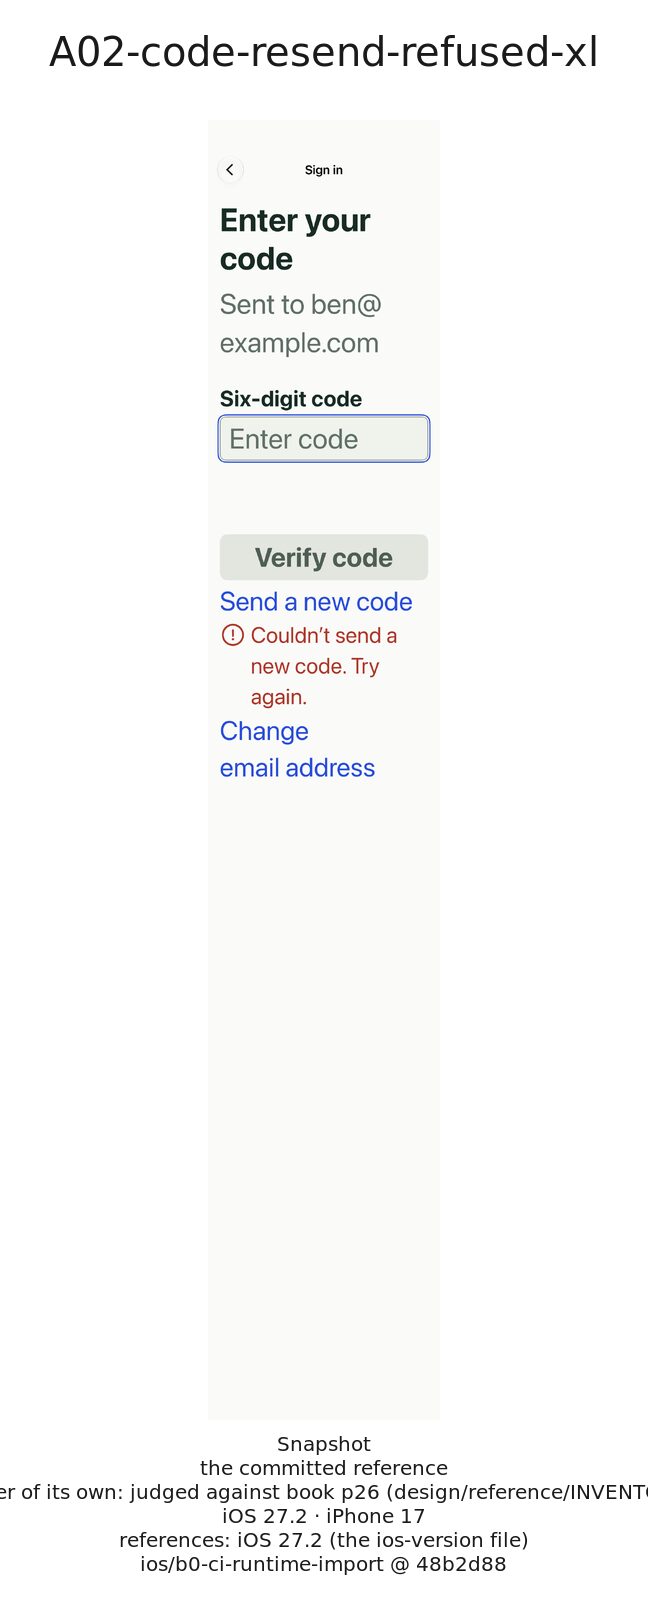 A02-code-resend-refused-xl
Sign in
Enter your
code
Sent to ben@
example.com
Six-digit code
Enter code
Verify code
Send a new code
Couldn’t send a
new code. Try
again.
Change
email address
Snapshot
the committed reference
of its own: judged against book p26 (design/reference/
iOS 27.2 · iPhone 17
references: iOS 27.2 (the ios-version file)
ios/b0-ci-runtime-import @ 48b2d88